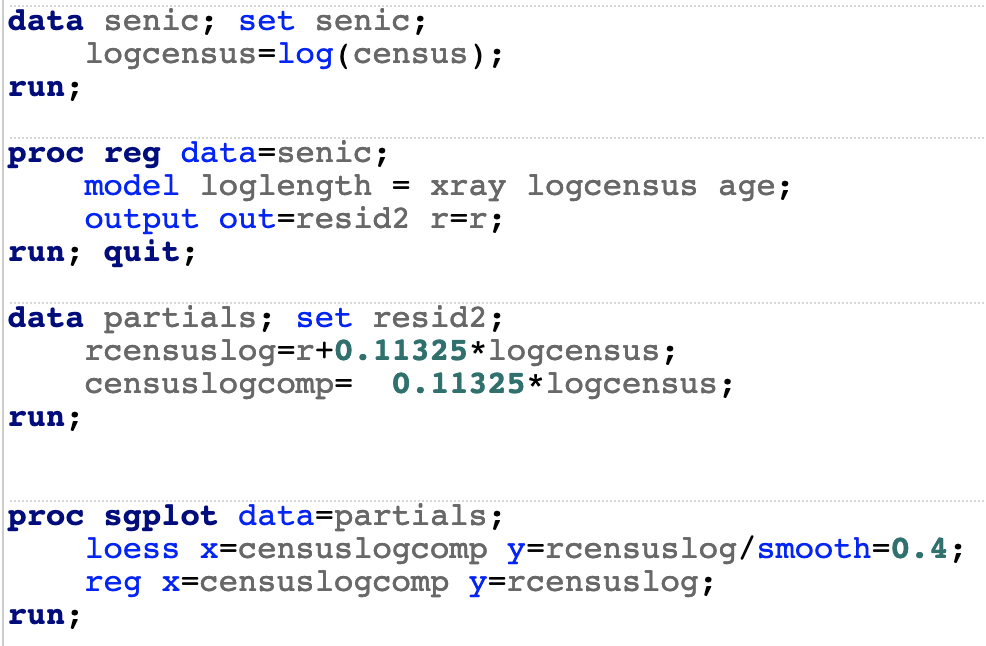 data senic; set senic;
    logcensus=log(census);
run;

proc reg data=senic;
    model loglength = xray logcensus age;
    output out=resid2 r=r;
run; quit;

data partials; set resid2;
    rcensuslog=r+0.11325*logcensus;
    censuslogcomp=  0.11325*logcensus;
run;

proc sgplot data=partials;
    loess x=censuslogcomp y=rcensuslog/smooth=0.4;
    reg x=censuslogcomp y=rcensuslog;
run;